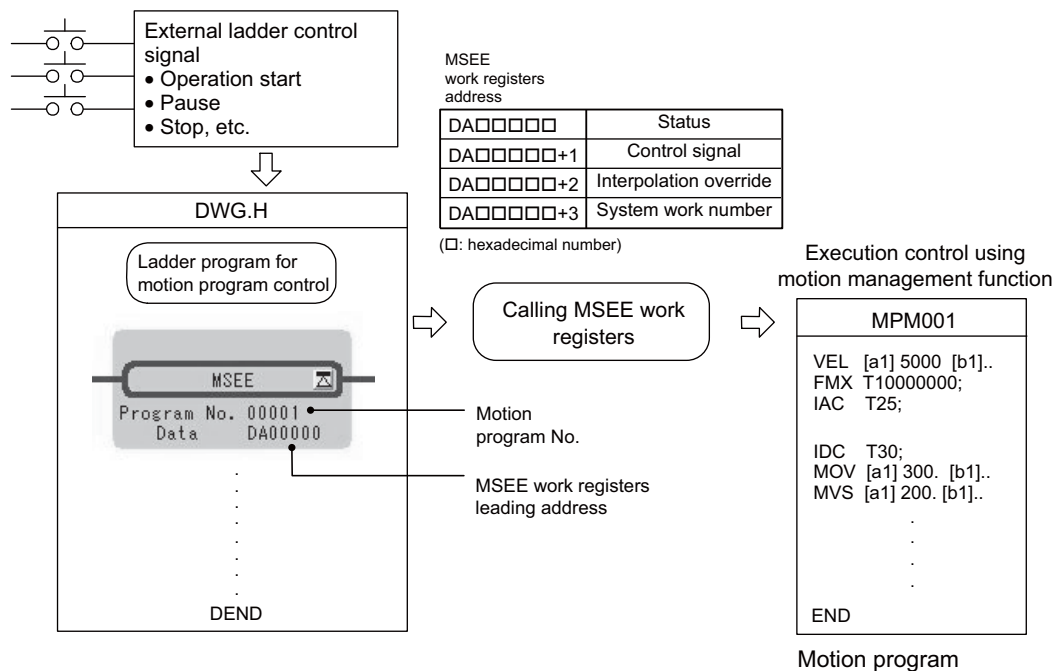 External ladder control
signal
• Operation start
• Pause
• Stop, etc.
MSEE
work registers
address
DA□□□□□ Status
DA□□□□□+1 Control signal
DA□□□□□+2 Interpolation override
DA□□□□□+3 System work number
(□: hexadecimal number)
DWG.H
Ladder program for
motion program control
MSEE
Program No. 00001
Data DA00000
DEND
Calling MSEE work
registers
Motion
program No.
MSEE work registers
leading address
Execution control using
motion management function
MPM001
VEL [a1] 5000 [b1]..
FMX T10000000;
IAC T25;
IDC T30;
MOV [a1] 300. [b1]..
MVS [a1] 200. [b1]..
END
Motion program